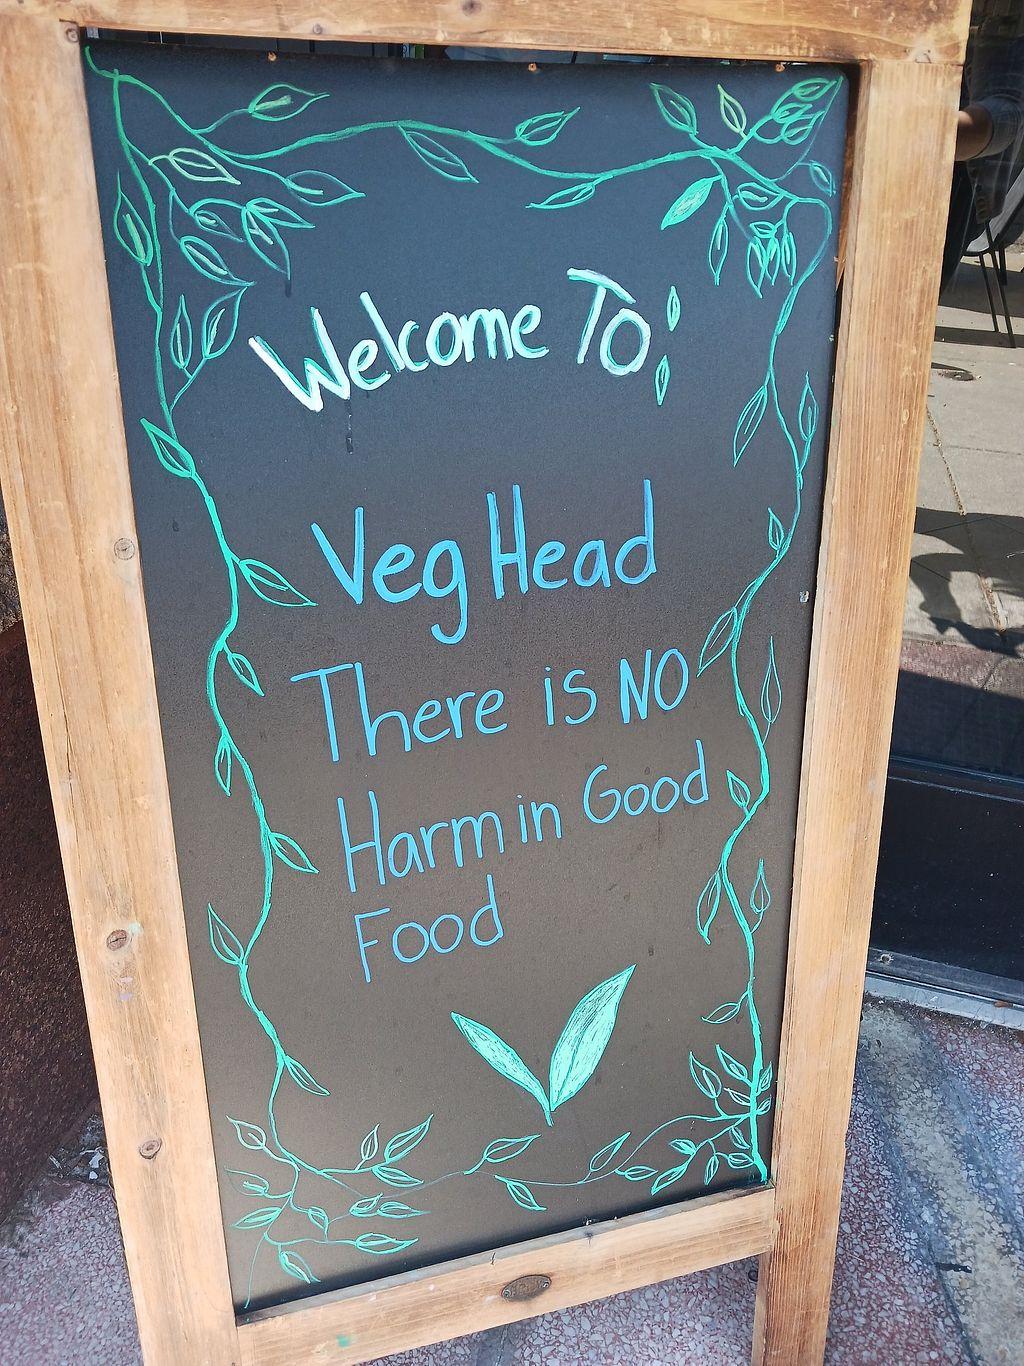 Welcome To
Veg Head
There is NO
Harm in Good
Food